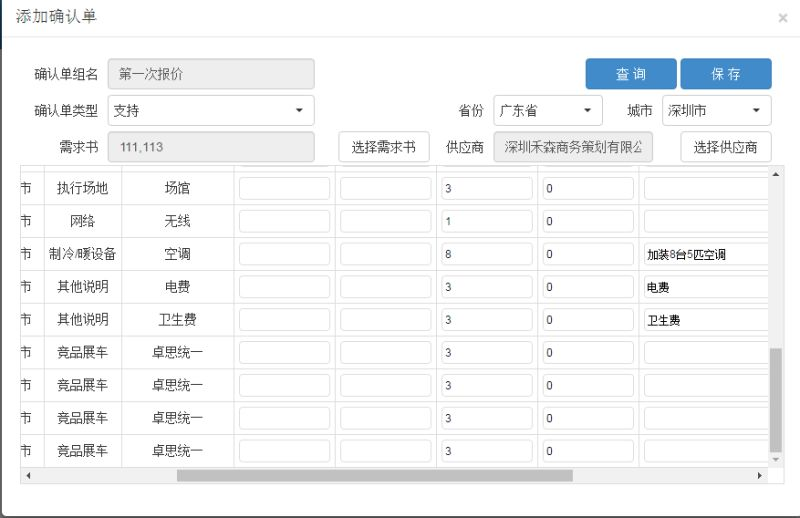 添加确认单 ×
确认单组名 第一次报价 查 询 保 存
确认单类型 支持 省份 广东省 城市 深圳市
需求书 111,113 选择需求书 供应商 深圳禾森商务策划有限公 选择供应商
市 执行场地 场馆 3 0
市 网络 无线 1 0
市 制冷/暖设备 空调 8 0 加装8台5匹空调
市 其他说明 电费 3 0 电费
市 其他说明 卫生费 3 0 卫生费
市 竞品展车 卓思统一 3 0
市 竞品展车 卓思统一 3 0
市 竞品展车 卓思统一 3 0
市 竞品展车 卓思统一 3 0